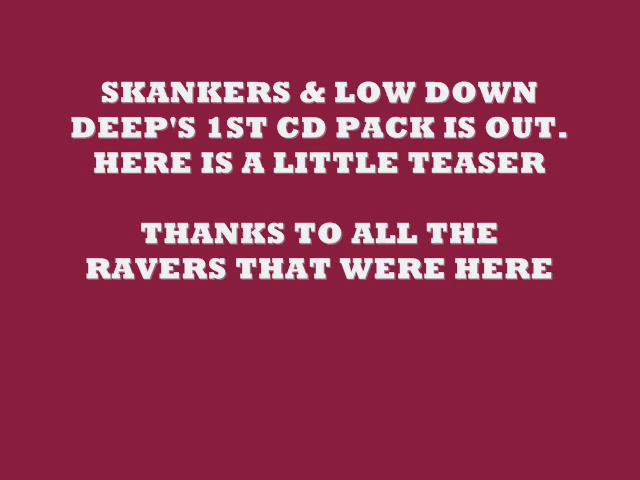 SKANKERS & LOW DOWN
DEEP'S 1ST CD PACK IS OUT.
HERE IS A LITTLE TEASER
THANKS TO ALL THE
RAVERS THAT WERE HERE